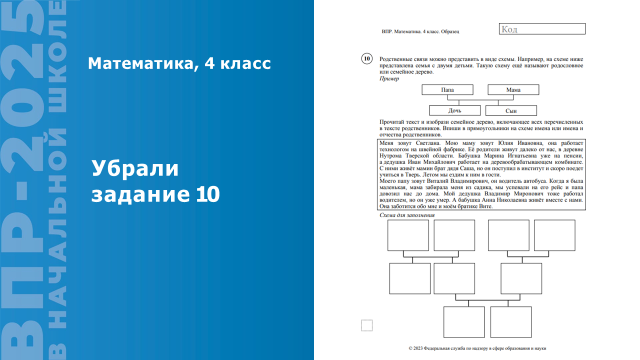 ВПР-2025
В НАЧАЛЬНОЙ ШКОЛЕ
Математика, 4 класс
Убрали
задание 10
ВПР. Математика. 4 класс. Образец
Код
10
Родственные связи можно представить в виде схемы. Например, на схеме ниже
представлена семья с двумя детьми. Такую схему ещё называют родословное
или семейное дерево.
Пример
Папа
Мама
Дочь
Сын
Прочитай текст и изобрази семейное дерево, включающее всех перечисленных
в тексте родственников. Впиши в прямоугольники на схеме имена или имена и
отчества родственников.
Меня зовут Светлана. Мою маму зовут Юлия Ивановна, она работает
технологом на швейной фабрике. Её родители живут далеко от нас, в деревне
Нутрома Тверской области. Бабушка Марина Игнатьевна уже на пенсии,
а дедушка Иван Михайлович работает на деревообрабатывающем комбинате.
С ними живёт мамин брат дядя Саша, но он поступил в институт и скоро поедет
учиться в Тверь. Летом мы ездим к ним в гости.
Моего папу зовут Виталий Владимирович, он водитель автобуса. Когда я была
маленькая, мама забирала меня из садика, мы успевали на его рейс и папа
довозил нас до дома. Мой дедушка Владимир Миронович тоже работал
водителем, но он уже умер. А бабушка Анна Николаевна живёт вместе с нами.
Она заботится обо мне и моём братике Вите.
Схема для заполнения
© 2023 Федеральная служба по надзору в сфере образования и науки